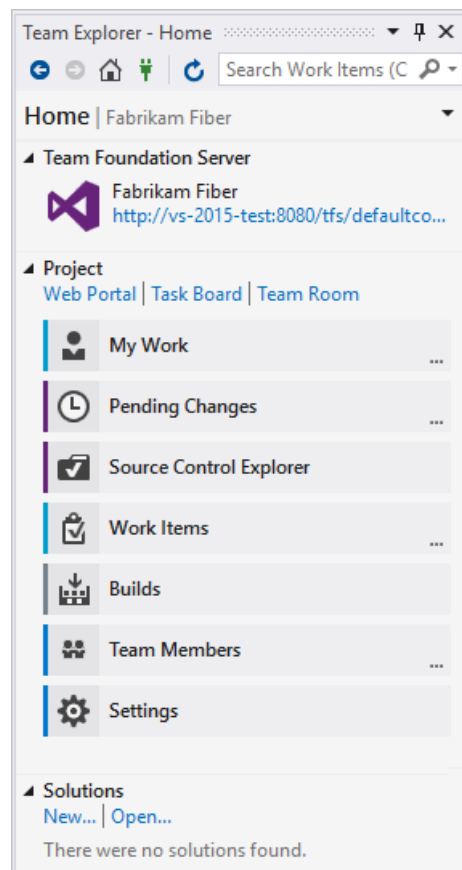 Team Explorer - Home
Search Work Items (C
Home | Fabrikam Fiber
Team Foundation Server
Fabrikam Fiber
http://vs-2015-test:8080/tfs/defaultco...
Project
Web Portal | Task Board | Team Room
My Work
...
Pending Changes
...
Source Control Explorer
Work Items
...
Builds
Team Members
...
Settings
Solutions
New... | Open...
There were no solutions found.